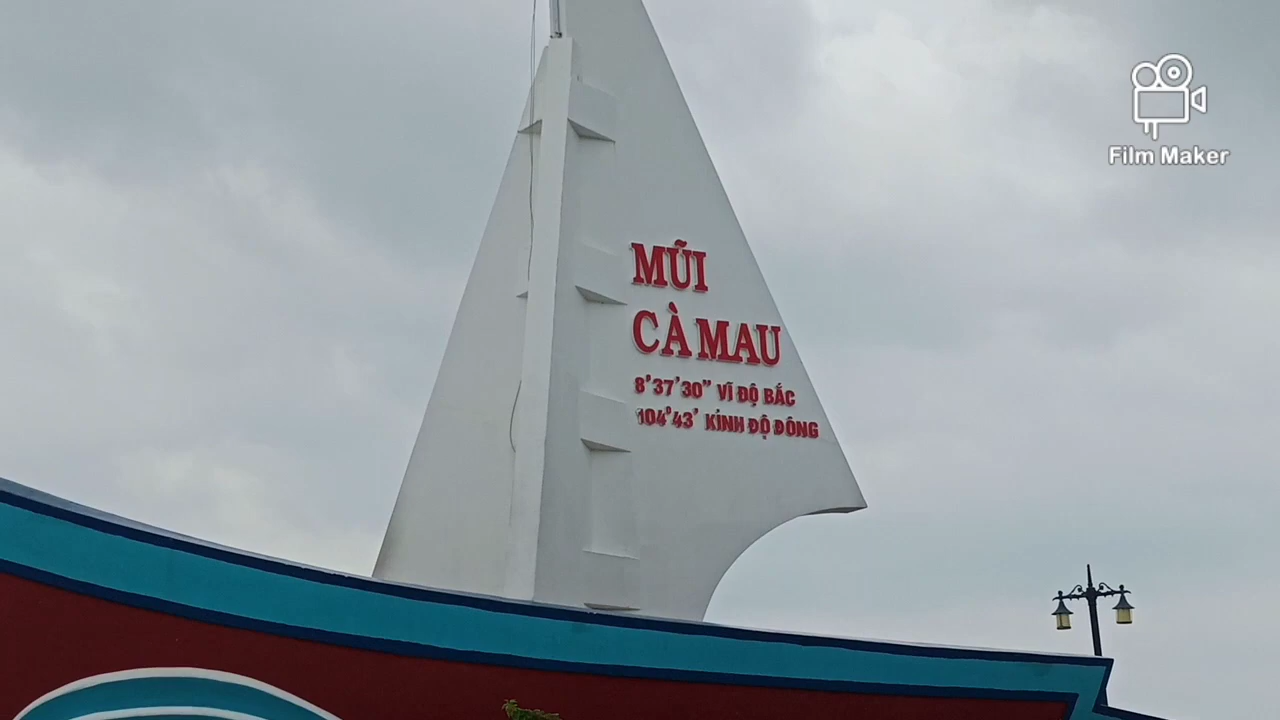 Film Maker
MŨI
CÀ MAU
8°37'30" VĨ ĐỘ BẮC
104°43' KINH ĐỘ ĐÔNG